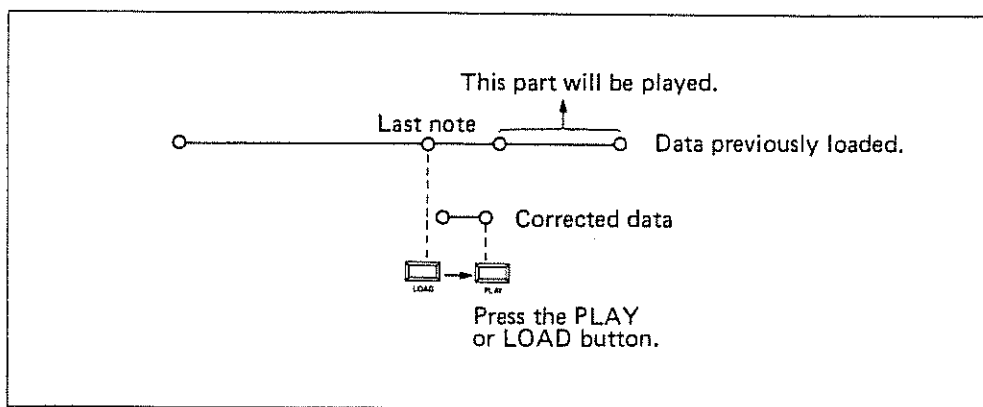 This part will be played.
Last note
Data previously loaded.
Corrected data
LOAD
PLAY
Press the PLAY
or LOAD button.